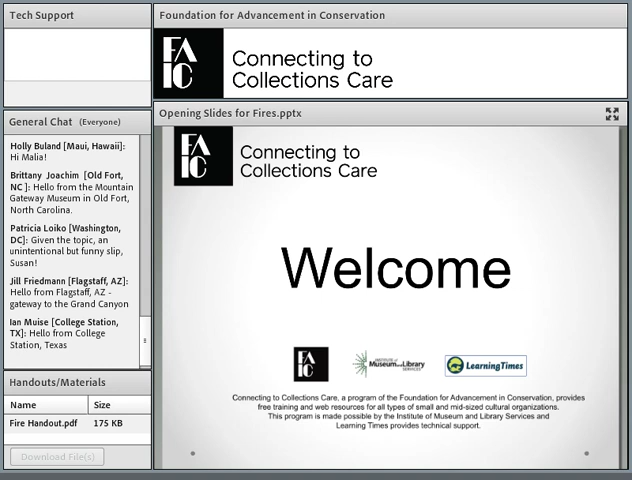 Tech Support
Foundation for Advancement in Conservation
FA
IC
Connecting to
Collections Care
General Chat (Everyone)
Holly Buland [Maui, Hawaii]:
Hi Malia!
Brittany Joachim [Old Fort,
NC ]: Hello from the Mountain
Gateway Museum in Old Fort,
North Carolina.
Patricia Loiko [Washington,
DC]: Given the topic, an
unintentional but funny slip,
Susan!
Jill Friedmann [Flagstaff, AZ]:
Hello from Flagstaff, AZ -
gateway to the Grand Canyon
Ian Muise [College Station,
TX]: Hello from College
Station, Texas
Handouts/Materials
Name Size
Fire Handout.pdf 175 KB
Download File(s)
Opening Slides for Fires.pptx
FA
IC
Connecting to
Collections Care
Welcome
FA
IC
INSTITUTE of
Museum and Library
SERVICES
LearningTimes
Connecting to Collections Care, a program of the Foundation for Advancement in Conservation, provides
free training and web resources for all types of small and mid-sized cultural organizations.
This program is made possible by the Institute of Museum and Library Services and
Learning Times provides technical support.